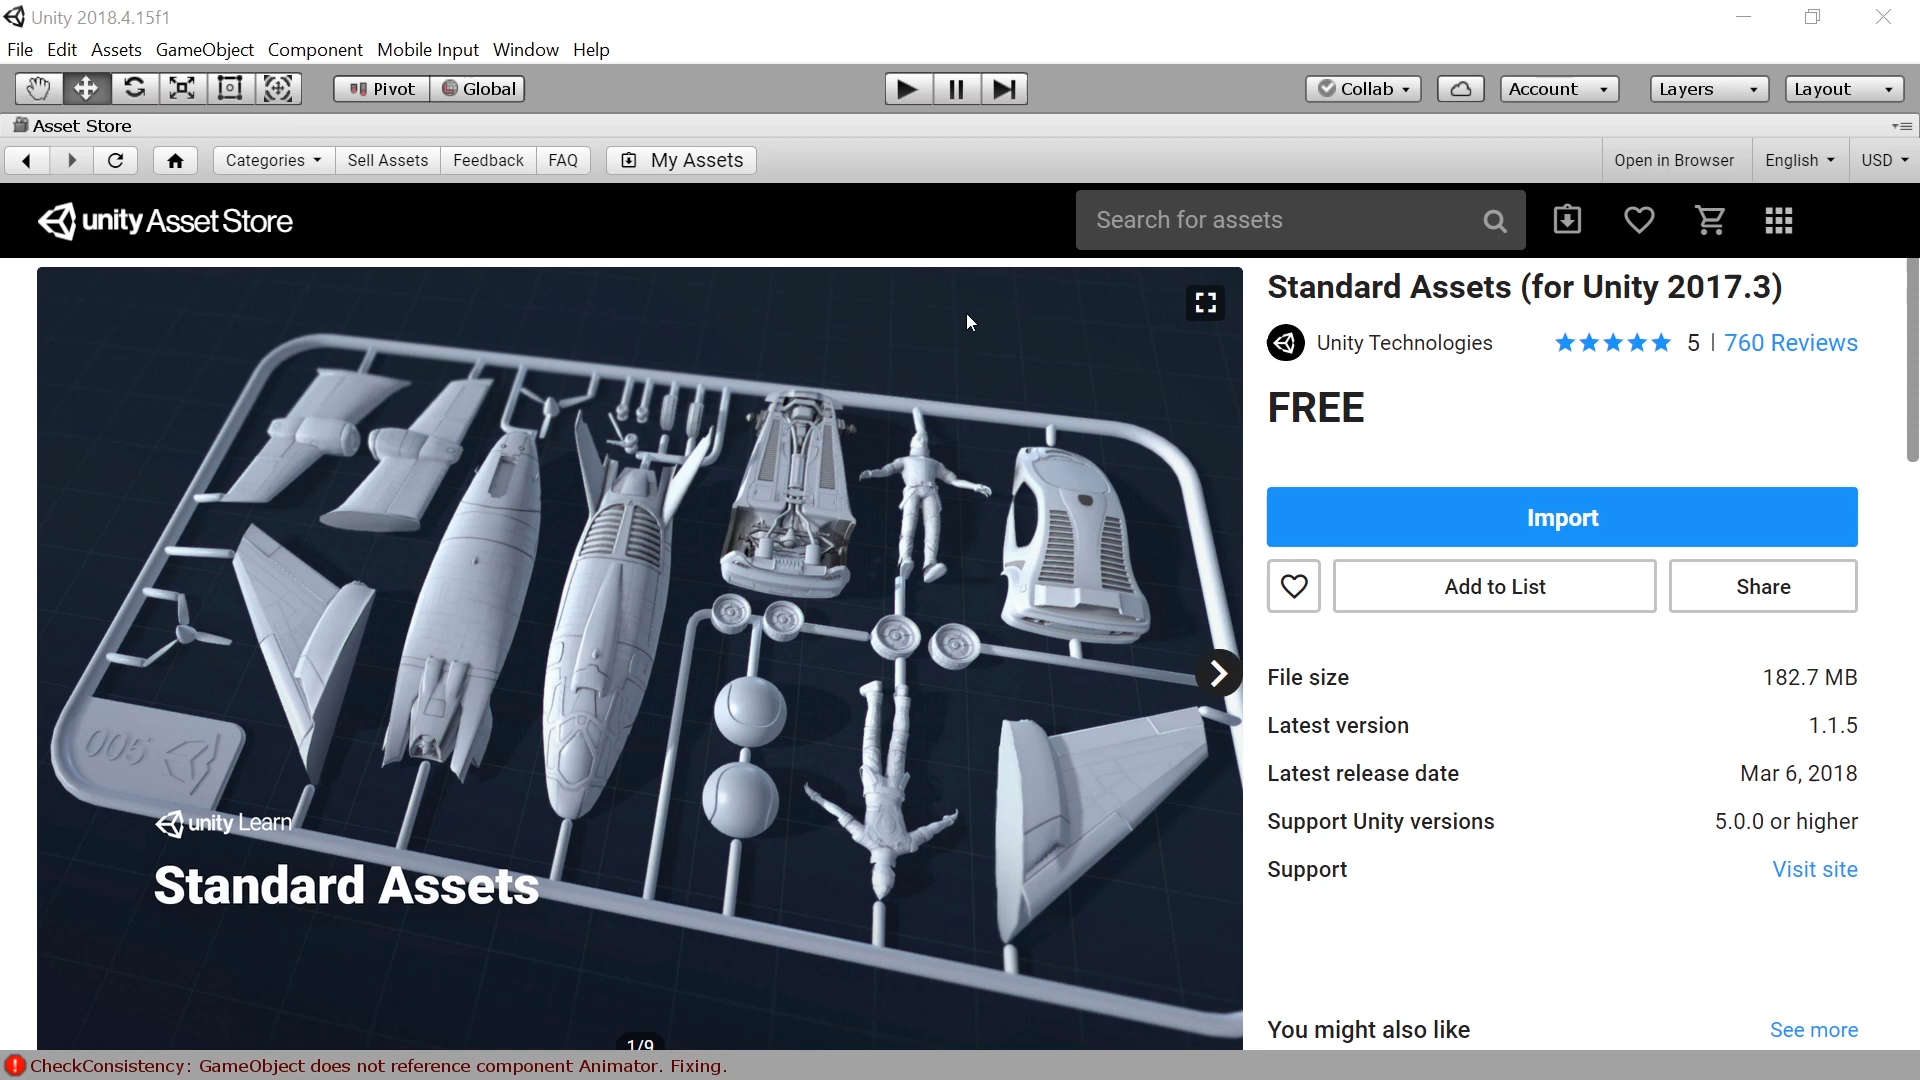 Unity 2018.4.15f1
File Edit Assets GameObject Component Mobile Input Window Help
Pivot Global Collab Account Layers Layout
Asset Store
Categories Sell Assets Feedback FAQ My Assets Open in Browser English USD
unity Asset Store Search for assets
Standard Assets (for Unity 2017.3)
Unity Technologies 5 | 760 Reviews
FREE
Import
Add to List Share
File size 182.7 MB
Latest version 1.1.5
Latest release date Mar 6, 2018
Support Unity versions 5.0.0 or higher
Support Visit site
You might also like See more
005
unity Learn
Standard Assets
1/9
CheckConsistency: GameObject does not reference component Animator. Fixing.